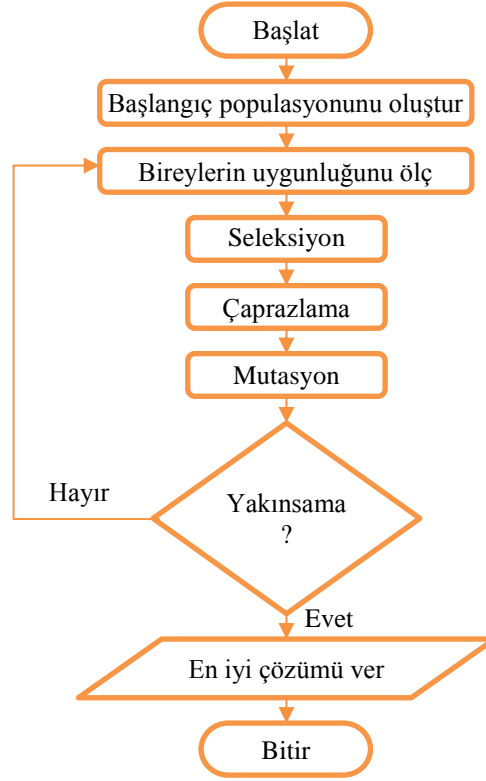 Başlat
Başlangıç populasyonunu oluştur
Bireylerin uygunluğunu ölç
Seleksiyon
Çaprazlama
Mutasyon
Hayır
Yakınsama
?
Evet
En iyi çözümü ver
Bitir